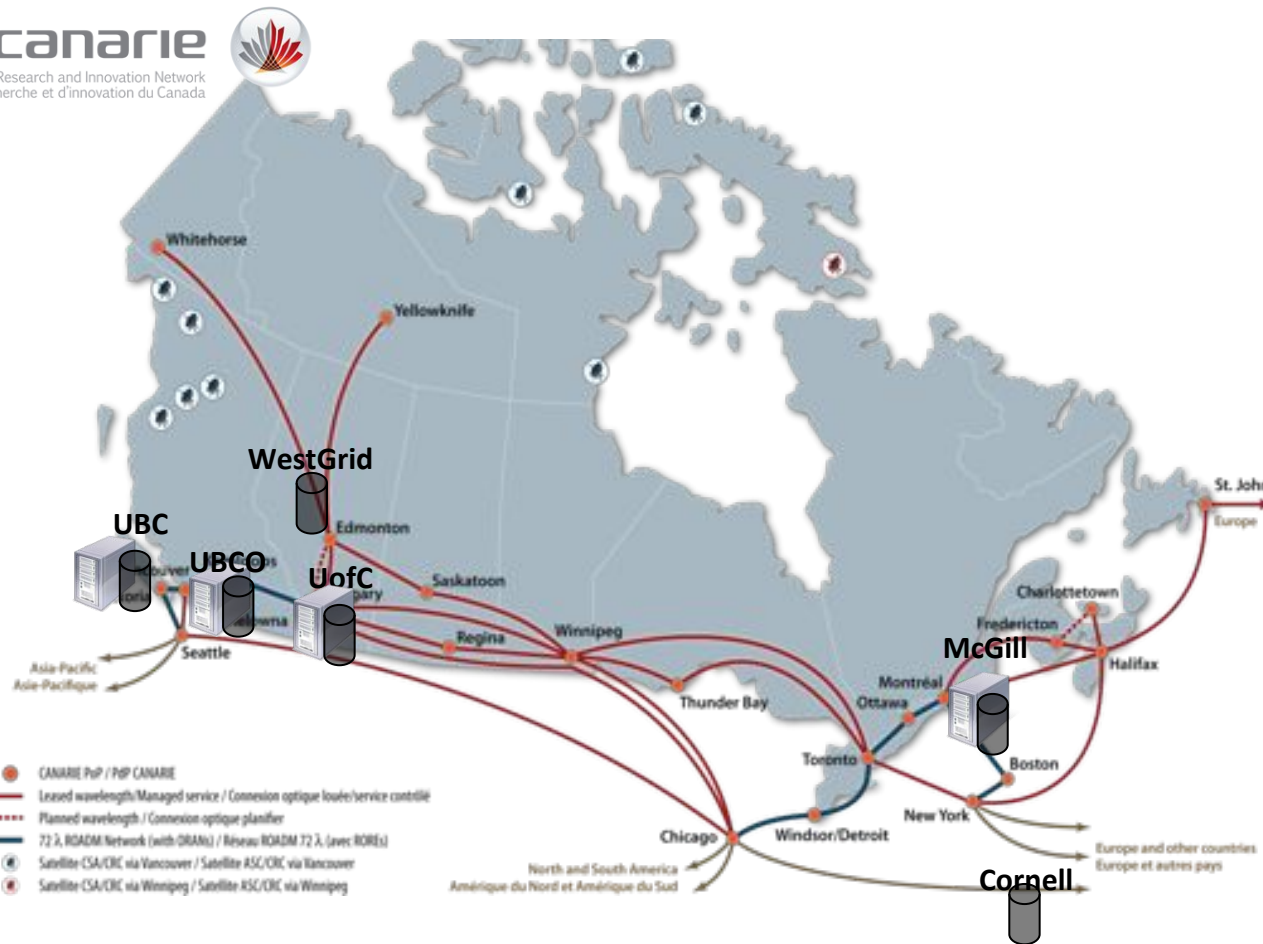 canarie
Research and Innovation Network
herche et d'innovation du Canada
Whitehorse
Yellowknife
WestGrid
Edmonton
UBC
UBCO
UofC
Saskatoon
Regina
Winnipeg
Seattle
Asia-Pacific
Asie-Pacifique
Thunder Bay
St. John
Europe
Charlottetown
Fredericton
McGill
Halifax
Montréal
Ottawa
Toronto
Boston
New York
Windsor/Detroit
Chicago
CANARIE PoP / PdP CANARIE
Leased wavelength/Managed service / Connexion optique louée/service contrôlé
Planned wavelength / Connexion optique planifier
72 λ ROADM Network (with ORANs) / Réseau ROADM 72 λ (avec ROREs)
Satellite CSA/CRC via Vancouver / Satellite ASC/CRC via Vancouver
Satellite CSA/CRC via Winnipeg / Satellite ASC/CRC via Winnipeg
North and South America
Amérique du Nord et Amérique du Sud
Europe and other countries
Europe et autres pays
Cornell